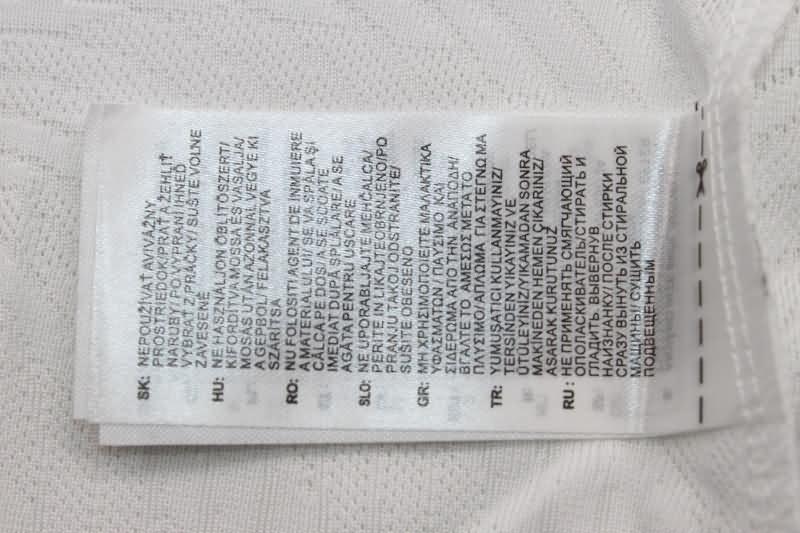 SK: NEPOUŽÍVAŤ AVIVÁŽNY
PROSTRIEDOK/PRAŤ A ŽEHLIŤ
NARUBY/ PO VYPRANÍ IHNEĎ
VYBRAŤ Z PRÁČKY/ SUŠTE VOĽNE
ZAVESENÉ
HU: NE HASZNÁLJON ÖBLÍTŐSZERT/
KIFORDÍTVA MOSSA ÉS VASALJA/
MOSÁS UTÁN AZONNAL VEGYE KI
A GÉPBŐL/ FELAKASZTVA
SZÁRÍTSA
RO: NU FOLOSITI AGENT DE INMUIERE
A MATERIALULUI/ SE VA SPĂLA ȘI
CĂLCA PE DOS/A SE SCOATE
IMEDIAT DUPĂ SPĂLARE/A SE
AGĂȚA PENTRU USCARE
SLO: NE UPORABLJAJTE MEHČALCA/
PERITE IN LIKAJTE OBRNJENO/PO
PRANJU TAKOJ ODSTRANITE/
SUŠITE OBEŠENO
GR: ΜΗ ΧΡΗΣΙΜΟΠΟΙΕΙΤΕ ΜΑΛΑΚΤΙΚΑ
ΥΦΑΣΜΑΤΩΝ/ ΠΛΥΣΙΜΟ ΚΑΙ
ΣΙΔΕΡΩΜΑ ΑΠΟ ΤΗΝ ΑΝΑΠΟΔΗ/
ΒΓΑΛΤΕ ΤΟ ΑΜΕΣΩΣ ΜΕΤΑ ΤΟ
ΠΛΥΣΙΜΟ/ΑΠΛΩΜΑ ΓΙΑ ΣΤΕΓΝΩΜΑ
TR: YUMUŞATICI KULLANMAYINIZ/
TERSİNDEN YIKAYINIZ VE
ÜTÜLEYİNİZ/YIKAMADAN SONRA
MAKİNEDEN HEMEN ÇIKARINIZ/
ASARAK KURUTUNUZ
RU: НЕ ПРИМЕНЯТЬ СМЯГЧАЮЩИЙ
ОПОЛАСКИВАТЕЛЬ/СТИРАТЬ И
ГЛАДИТЬ, ВЫВЕРНУВ
НАИЗНАНКУ/ПОСЛЕ СТИРКИ
СРАЗУ ВЫНУТЬ ИЗ СТИРАЛЬНОЙ
МАШИНЫ/СУШИТЬ
ПОДВЕШЕННЫМ